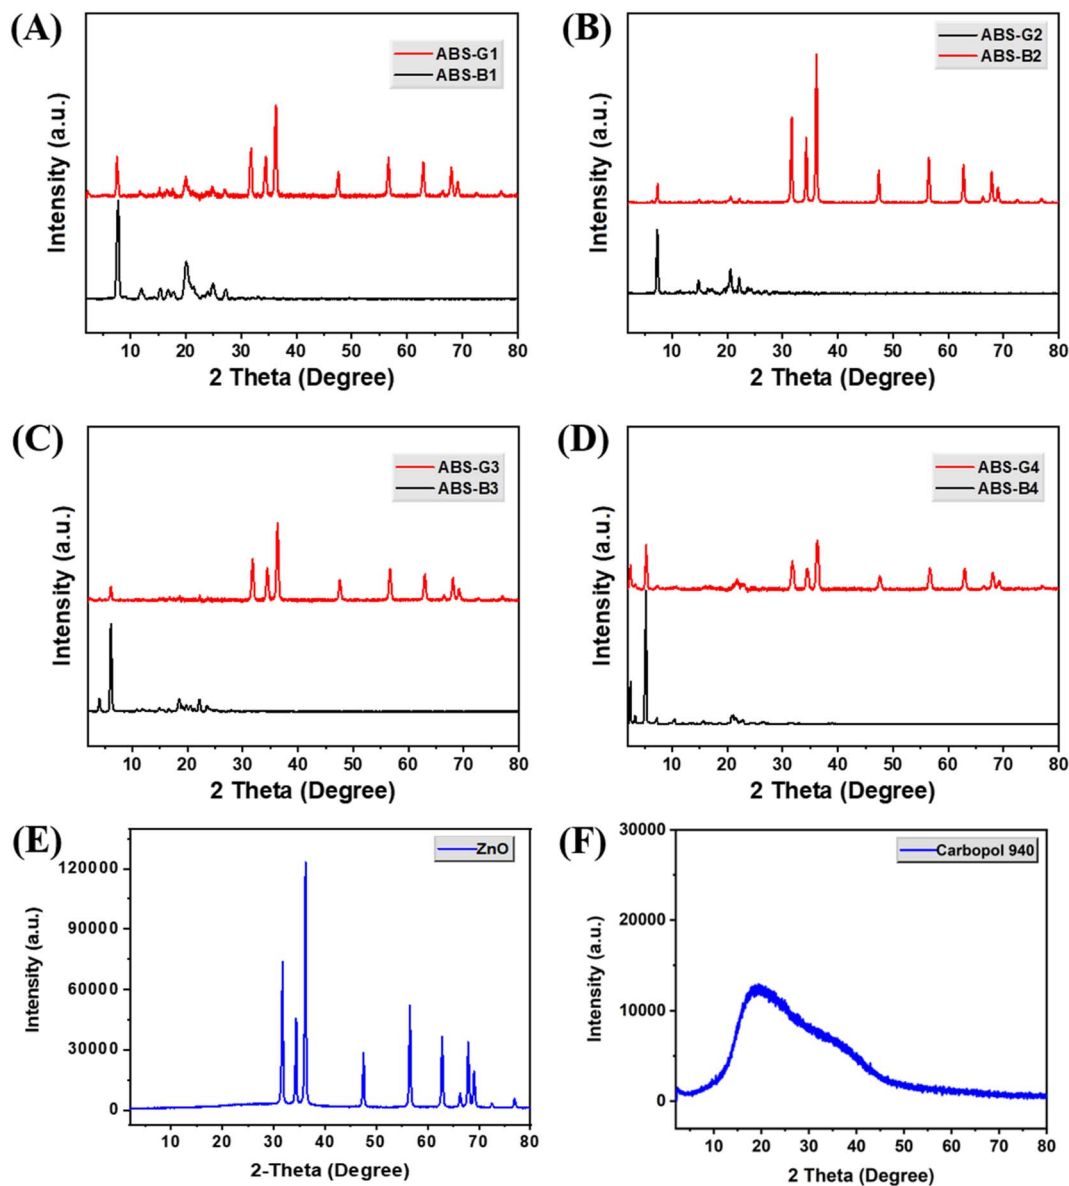 (A)
ABS-G1
ABS-B1
Intensity (a.u.)
10 20 30 40 50 60 70 80
2 Theta (Degree)
(B)
ABS-G2
ABS-B2
Intensity (a.u.)
10 20 30 40 50 60 70 80
2 Theta (Degree)
(C)
ABS-G3
ABS-B3
Intensity (a.u.)
10 20 30 40 50 60 70 80
2 Theta (Degree)
(D)
ABS-G4
ABS-B4
Intensity (a.u.)
10 20 30 40 50 60 70 80
2 Theta (Degree)
(E)
ZnO
Intensity (a.u.)
120000
90000
60000
30000
0
10 20 30 40 50 60 70 80
2-Theta (Degree)
(F)
Carbopol 940
Intensity (a.u.)
30000
20000
10000
0
10 20 30 40 50 60 70 80
2 Theta (Degree)